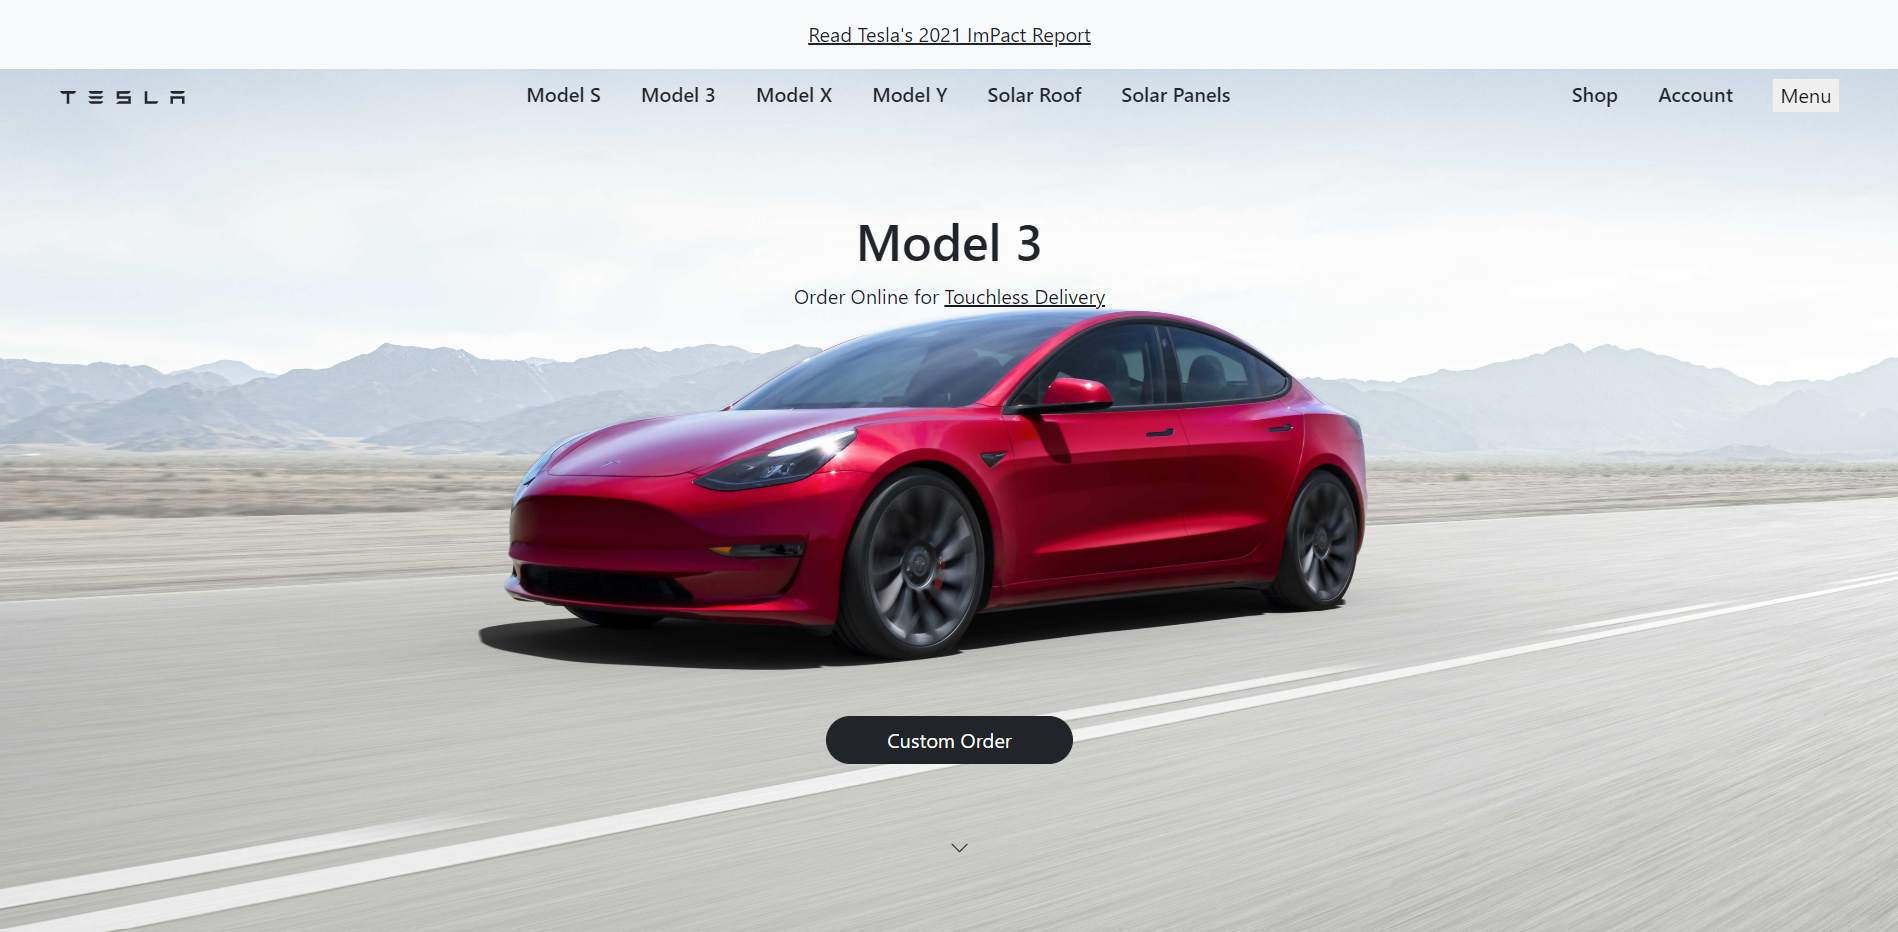 Read Tesla's 2021 ImPact Report
TESLA
Model S
Model 3
Model X
Model Y
Solar Roof
Solar Panels
Shop
Account
Menu
Model 3
Order Online for Touchless Delivery
Custom Order